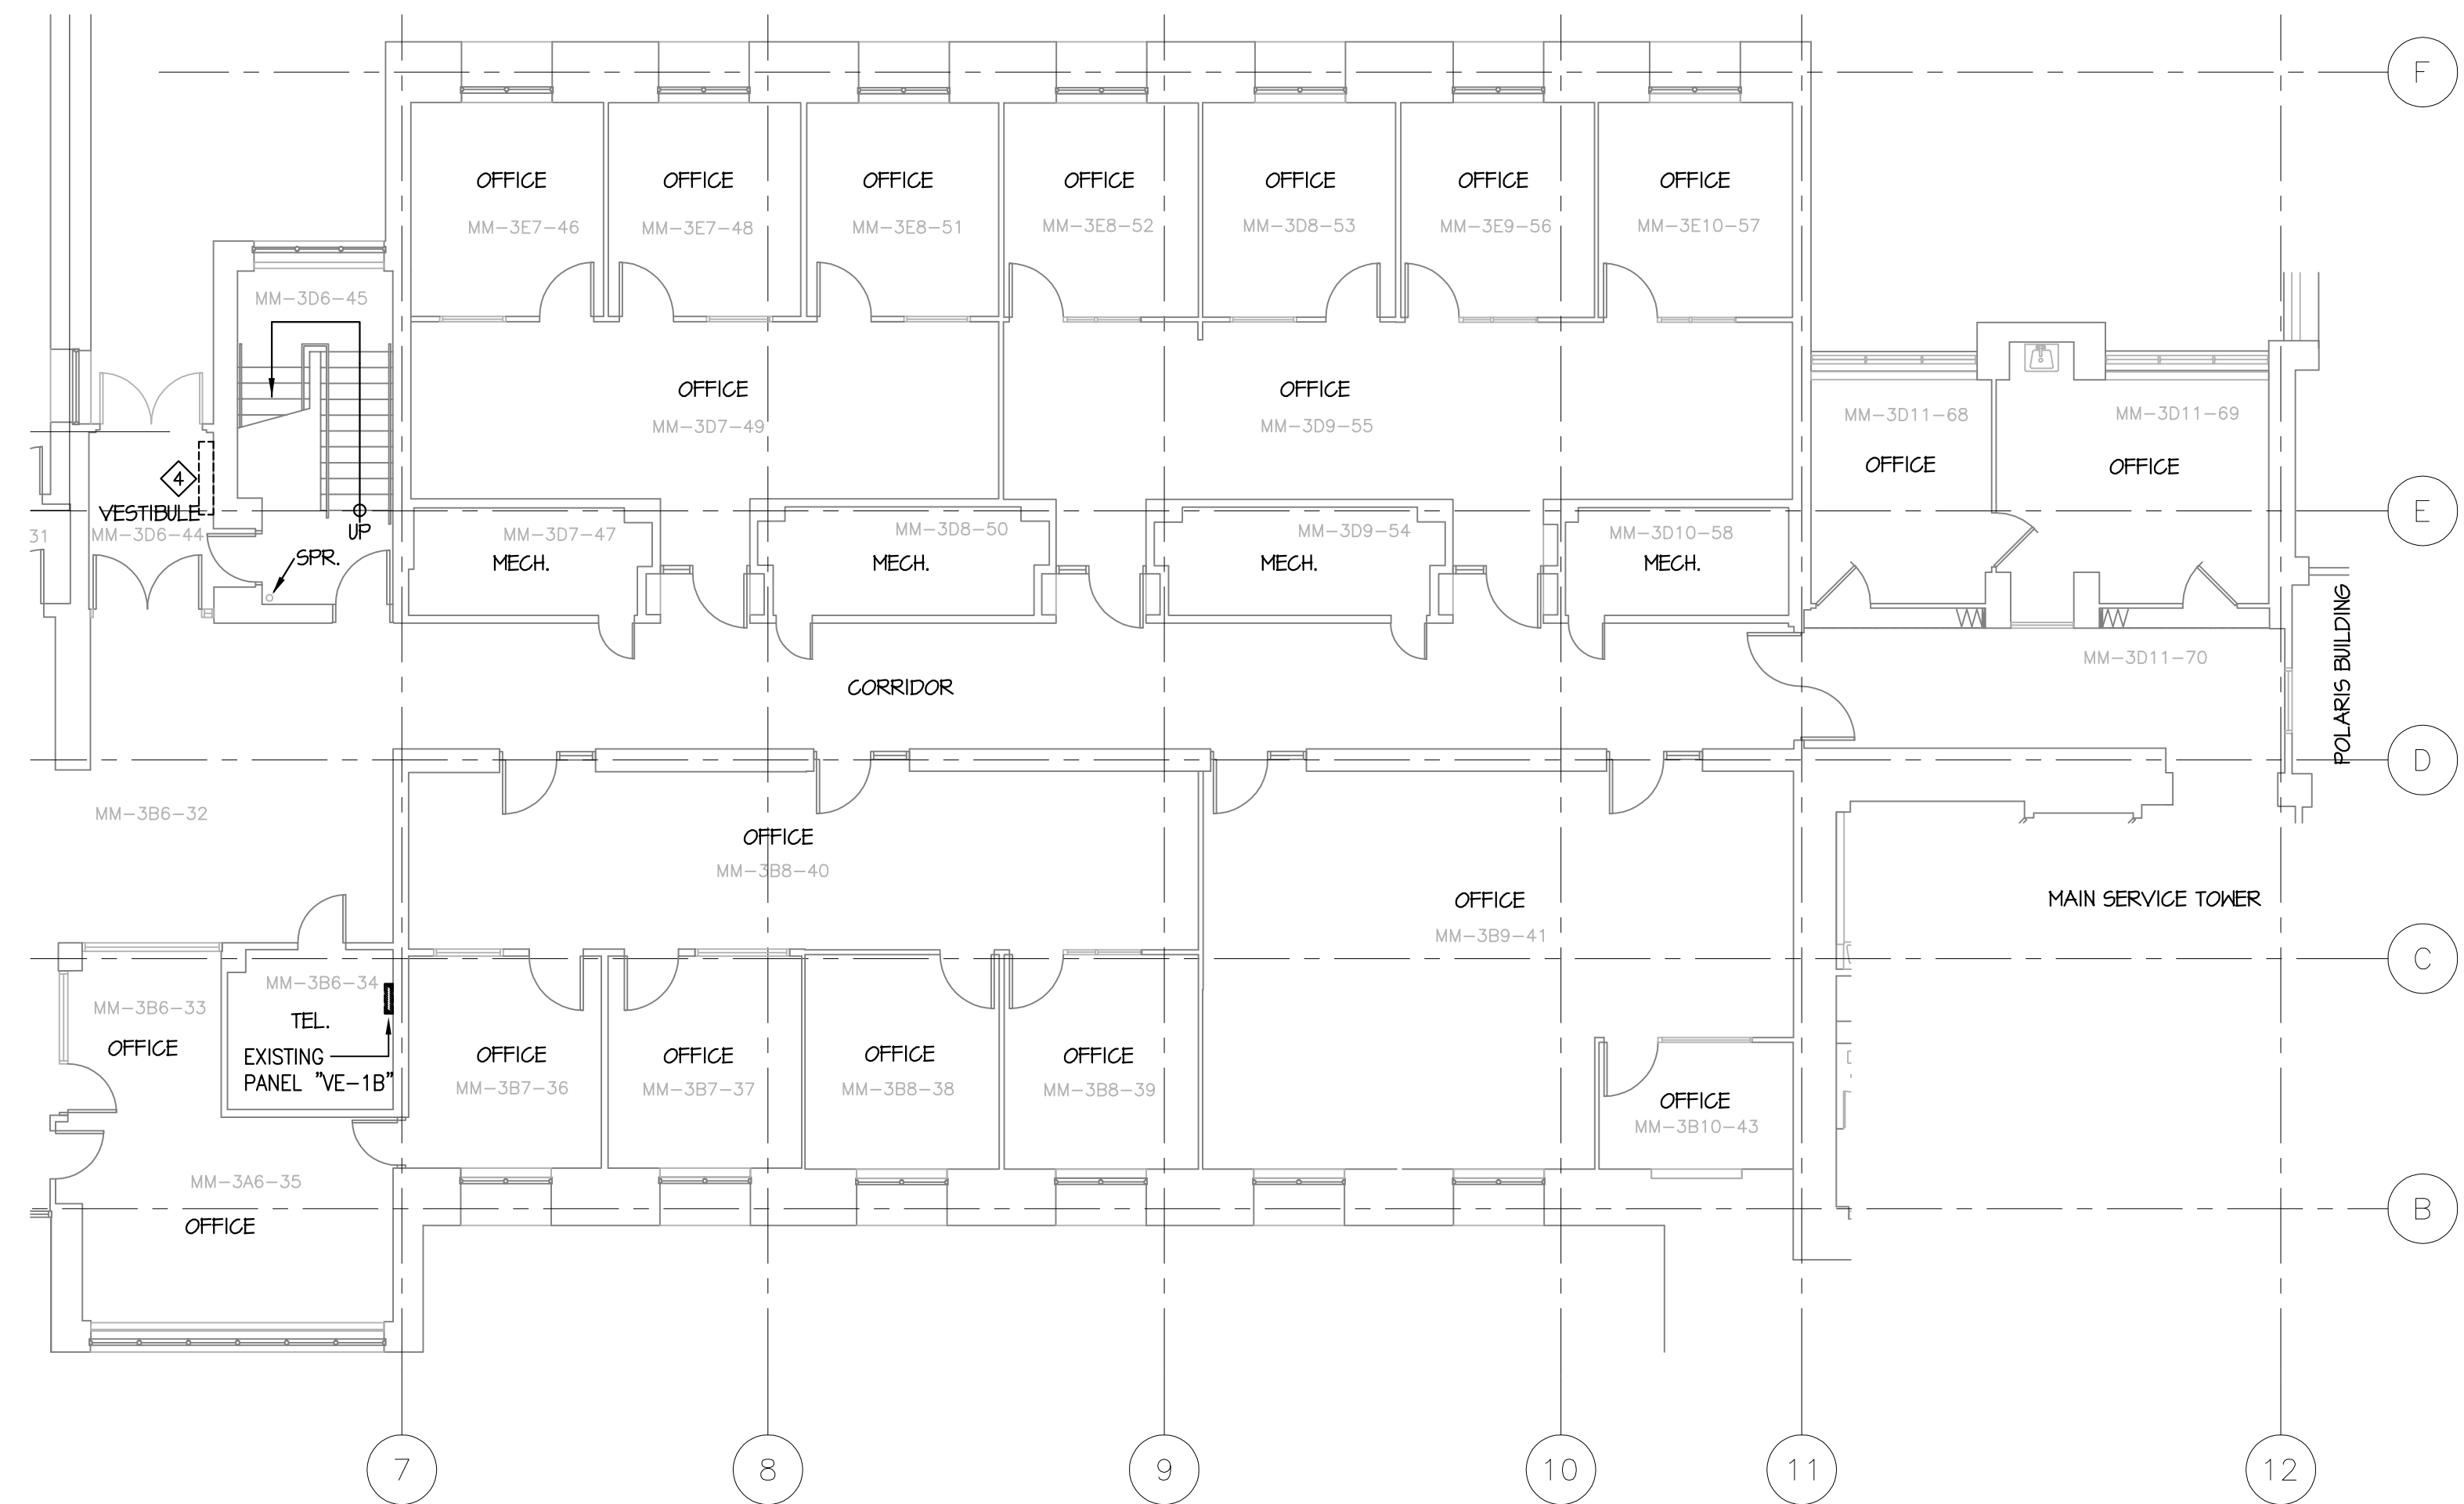 F
OFFICE
MM-3E7-46
OFFICE
MM-3E7-48
OFFICE
MM-3E8-51
OFFICE
MM-3E8-52
OFFICE
MM-3D8-53
OFFICE
MM-3E9-56
OFFICE
MM-3E10-57
MM-3D6-45
OFFICE
MM-3D7-49
OFFICE
MM-3D9-55
MM-3D11-68
OFFICE
MM-3D11-69
OFFICE
4
VESTIBULE
MM-3D6-44
31
UP
SPR.
MM-3D7-47
MECH.
MM-3D8-50
MECH.
MM-3D9-54
MECH.
MM-3D10-58
MECH.
E
CORRIDOR
MM-3D11-70
POLARIS BUILDING
D
MM-3B6-32
OFFICE
MM-3B8-40
OFFICE
MM-3B9-41
MAIN SERVICE TOWER
C
MM-3B6-33
OFFICE
MM-3B6-34
TEL.
EXISTING
PANEL "VE-1B"
OFFICE
MM-3B7-36
OFFICE
MM-3B7-37
OFFICE
MM-3B8-38
OFFICE
MM-3B8-39
OFFICE
MM-3B10-43
MM-3A6-35
OFFICE
B
7
8
9
10
11
12